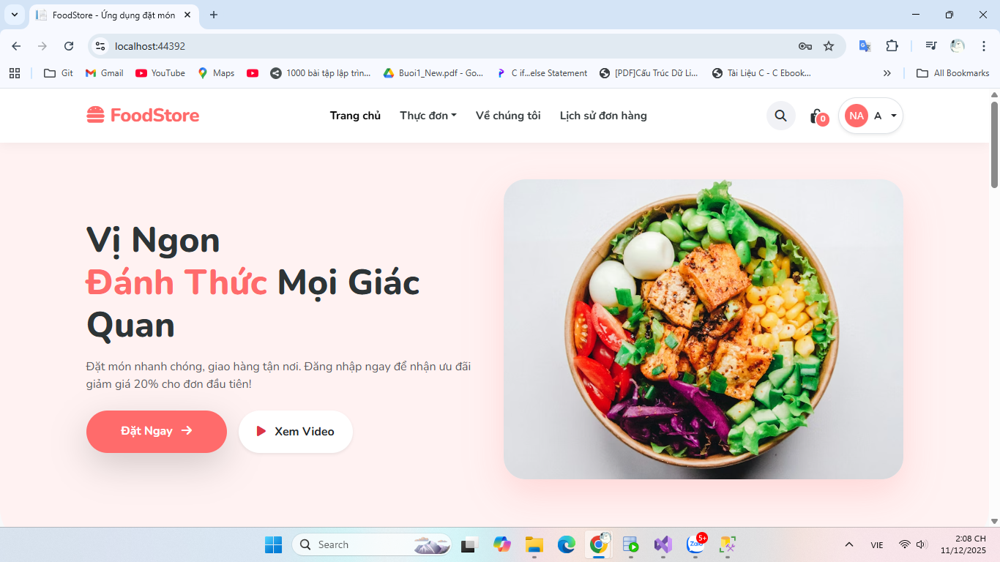 FoodStore - Ứng dụng đặt món
localhost:44392
Git
Gmail
YouTube
Maps
1000 bài tập lập trìn...
Buoi1_New.pdf - Go...
C if...else Statement
[PDF]Cấu Trúc Dữ Li...
Tài Liệu C - C Ebook...
All Bookmarks
FoodStore
Trang chủ
Thực đơn
Về chúng tôi
Lịch sử đơn hàng
0
NA
A
Vị Ngon
Đánh Thức Mọi Giác
Quan
Đặt món nhanh chóng, giao hàng tận nơi. Đăng nhập ngay để nhận ưu đãi
giảm giá 20% cho đơn đầu tiên!
Đặt Ngay
Xem Video
Search
Zalo
5+
VIE
2:08 CH
11/12/2025